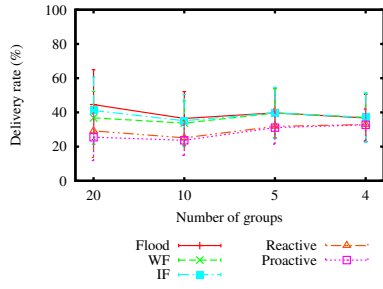 100
80
60
40
20
0
Delivery rate (%)
20 10 5 4
Number of groups
Flood Reactive
WF Proactive
IF